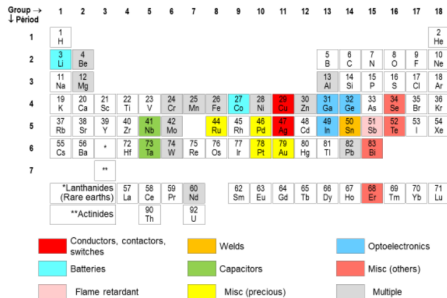 Group → 1 2 3 4 5 6 7 8 9 10 11 12 13 14 15 16 17 18
↓ Period
1 1 2
H He
2 3 4 5 6 7 8 9 10
Li Be B C N O F Ne
3 11 12 13 14 15 16 17 18
Na Mg Al Si P S Cl Ar
4 19 20 21 22 23 24 25 26 27 28 29 30 31 32 33 34 35 36
K Ca Sc Ti V Cr Mn Fe Co Ni Cu Zn Ga Ge As Se Br Kr
5 37 38 39 40 41 42 44 45 46 47 48 49 50 51 52 53 54
Rb Sr Y Zr Nb Mo Ru Rh Pd Ag Cd In Sn Sb Te I Xe
6 55 56 * 72 73 74 75 76 77 78 79 80 81 82 83
Cs Ba Hf Ta W Re Os Ir Pt Au Hg Tl Pb Bi
7 **
*Lanthanides 57 58 59 60 62 63 64 65 66 67 68 69 70 71
(Rare earths) La Ce Pr Nd Sm Eu Gd Tb Dy Ho Er Tm Yb Lu
**Actinides 90 92
Th U
Conductors, contactors, switches
Welds
Optoelectronics
Batteries
Capacitors
Misc (others)
Flame retardant
Misc (precious)
Multiple